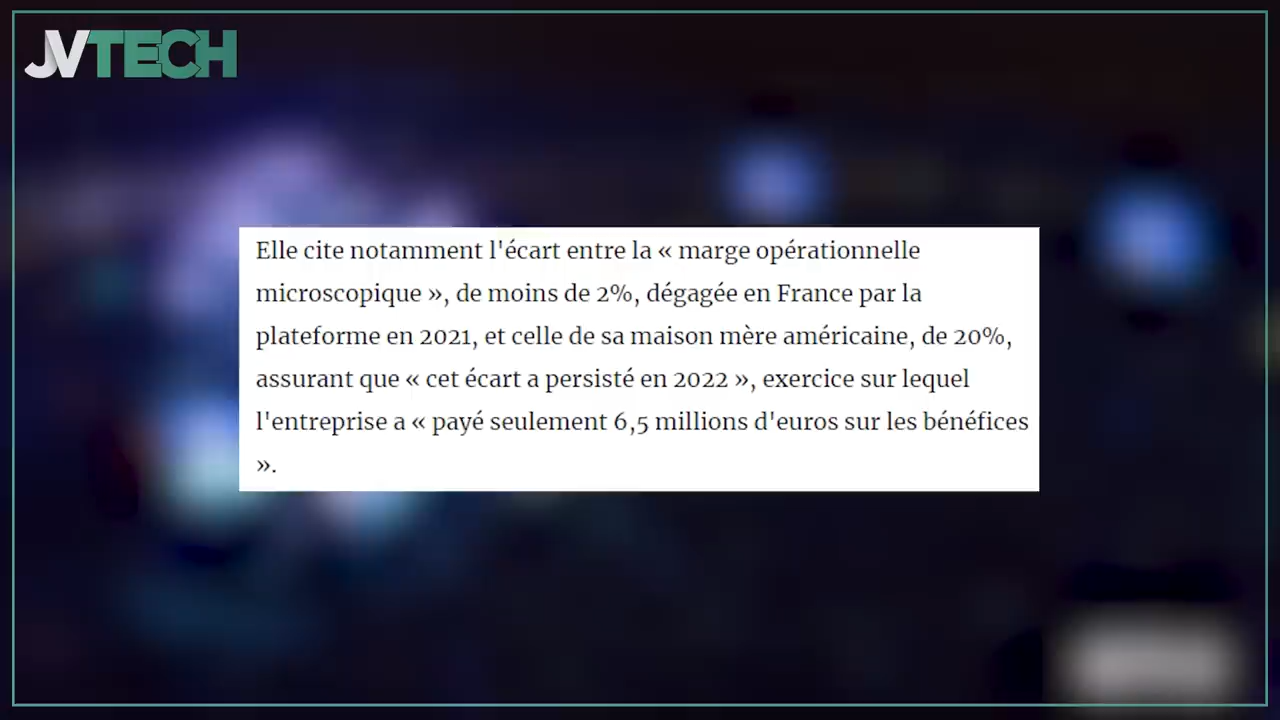 JVTECH
Elle cite notamment l'écart entre la « marge opérationnelle
microscopique », de moins de 2%, dégagée en France par la
plateforme en 2021, et celle de sa maison mère américaine, de 20%,
assurant que « cet écart a persisté en 2022 », exercice sur lequel
l'entreprise a « payé seulement 6,5 millions d'euros sur les bénéfices
».